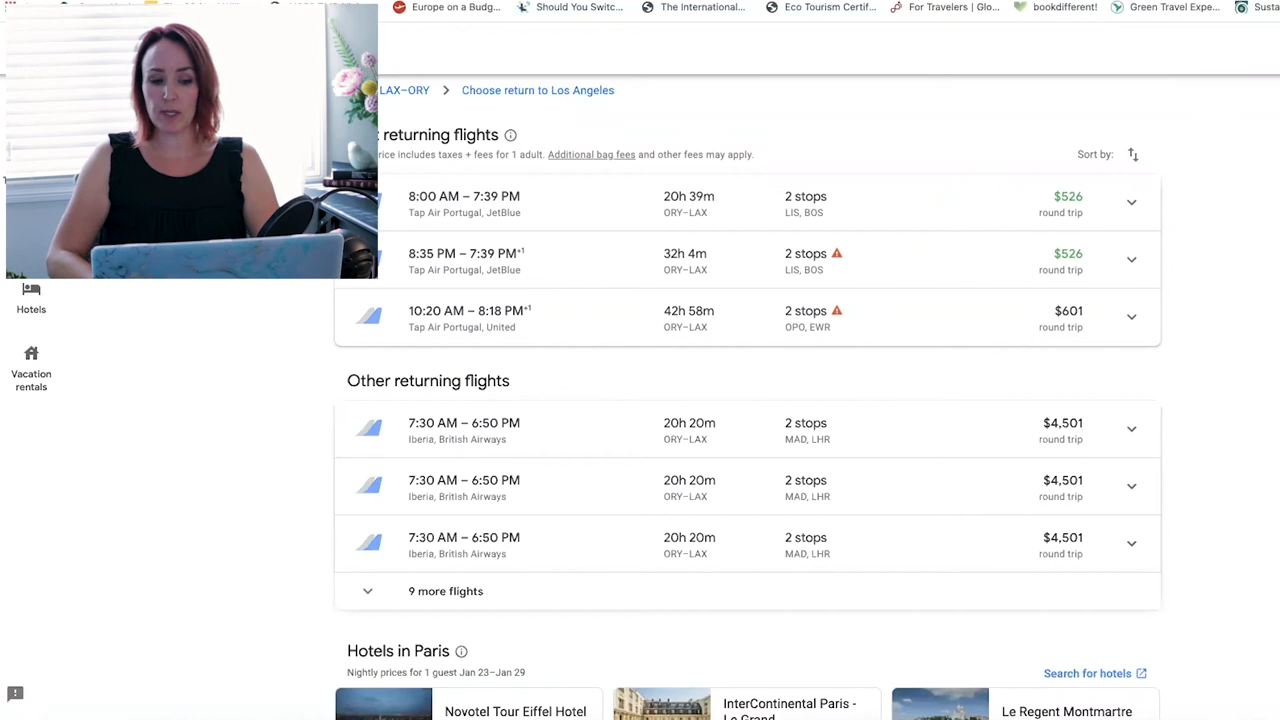 Europe on a Budg... Should You Switc... The International... Eco Tourism Certif... For Travelers | Glo... bookdifferent! Green Travel Expe... Susta
LAX–ORY Choose return to Los Angeles
returning flights
rice includes taxes + fees for 1 adult. Additional bag fees and other fees may apply. Sort by:
8:00 AM – 7:39 PM 20h 39m 2 stops $526
Tap Air Portugal, JetBlue ORY–LAX LIS, BOS round trip
8:35 PM – 7:39 PM+1 32h 4m 2 stops $526
Tap Air Portugal, JetBlue ORY–LAX LIS, BOS round trip
Hotels
10:20 AM – 8:18 PM+1 42h 58m 2 stops $601
Tap Air Portugal, United ORY–LAX OPO, EWR round trip
Vacation
rentals
Other returning flights
7:30 AM – 6:50 PM 20h 20m 2 stops $4,501
Iberia, British Airways ORY–LAX MAD, LHR round trip
7:30 AM – 6:50 PM 20h 20m 2 stops $4,501
Iberia, British Airways ORY–LAX MAD, LHR round trip
7:30 AM – 6:50 PM 20h 20m 2 stops $4,501
Iberia, British Airways ORY–LAX MAD, LHR round trip
9 more flights
Hotels in Paris
Nightly prices for 1 guest Jan 23–Jan 29 Search for hotels
Novotel Tour Eiffel Hotel InterContinental Paris - Le Regent Montmartre
Le Grand